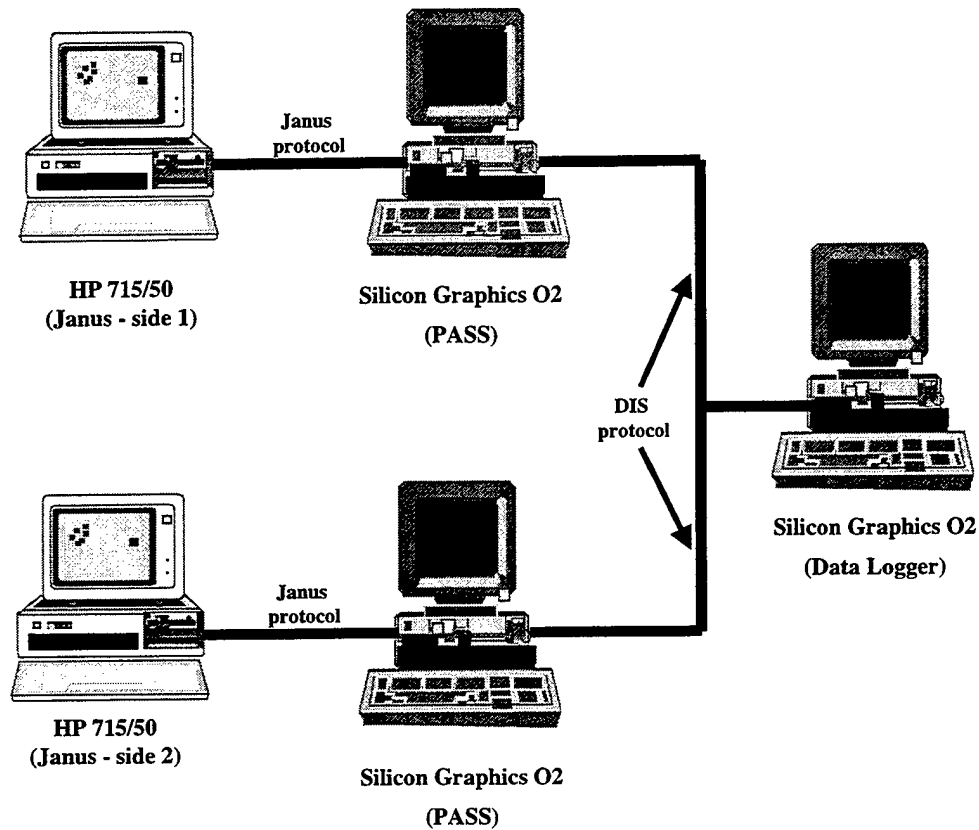 Janus
protocol
HP 715/50
(Janus - side 1)
Silicon Graphics O2
(PASS)
DIS
protocol
Silicon Graphics O2
(Data Logger)
Janus
protocol
HP 715/50
(Janus - side 2)
Silicon Graphics O2
(PASS)